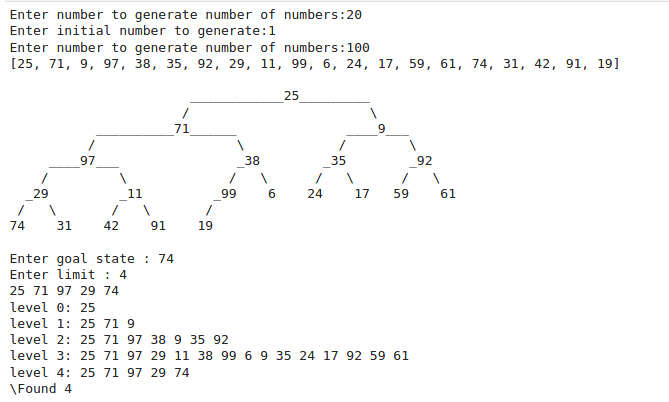 Enter number to generate number of numbers:20
Enter initial number to generate:1
Enter number to generate number of numbers:100
[25, 71, 9, 97, 38, 35, 92, 29, 11, 99, 6, 24, 17, 59, 61, 74, 31, 42, 91, 19]
____________25_________
/ \
__________71______ ____9___
/ \ / \
____97___ _38 _35 _92
/ \ / \ / \ / \
_29 _11 _99 6 24 17 59 61
/ \ / \ /
74 31 42 91 19
Enter goal state : 74
Enter limit : 4
25 71 97 29 74
level 0: 25
level 1: 25 71 9
level 2: 25 71 97 38 9 35 92
level 3: 25 71 97 29 11 38 99 6 9 35 24 17 92 59 61
level 4: 25 71 97 29 74
\Found 4